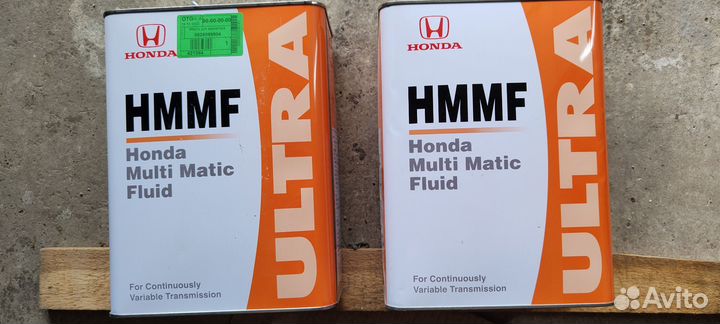 HONDA
HMMF
Honda
Multi Matic
Fluid
ULTRA
For Continuously
Variable Transmission
HONDA
HMMF
Honda
Multi Matic
Fluid
ULTRA
For Continuously
Variable Transmission
Avito